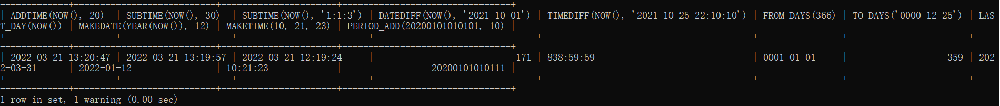 -------------+----------------------------+-----------------------+--------------------------------+
| ADDTIME(NOW(), 20)  | SUBTIME(NOW(), 30)  | SUBTIME(NOW(), '1:1:3') | DATEDIFF(NOW(), '2021-10-01') | TIMEDIFF(NOW(), '2021-10-25 22:10:10') | FROM_DAYS(366) | TO_DAYS('0000-12-25') | LAS
T_DAY(NOW()) | MAKEDATE(YEAR(NOW()), 12) | MAKETIME(10, 21, 23) | PERIOD_ADD(20200101010101, 10) |
+---------------------+---------------------+-------------------------+-------------------------------+----------------------------------------+----------------+-----------------------+----
-------------+----------------------------+-----------------------+--------------------------------+
| 2022-03-21 13:20:47 | 2022-03-21 13:19:57 | 2022-03-21 12:19:24     |                           171 | 838:59:59                              | 0001-01-01     |                   359 | 202
2-03-31      | 2022-01-12                | 10:21:23             |                 20200101010111 |
+---------------------+---------------------+-------------------------+-------------------------------+----------------------------------------+----------------+-----------------------+----
-------------+----------------------------+-----------------------+--------------------------------+
1 row in set, 1 warning (0.00 sec)